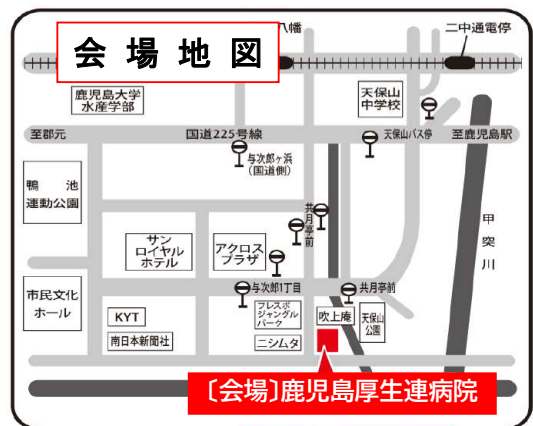 会場地図
八幡
二中通電停
鹿児島大学
水産学部
天保山
中学校
至郡元
国道225号線
天保山バス停
至鹿児島駅
与次郎ヶ浜
(国道側)
鴨池
運動公園
共月亭前
甲突川
サン
ロイヤル
ホテル
アクロス
プラザ
市民文化
ホール
与次郎1丁目
共月亭前
KYT
フレスポ
ジャングル
パーク
吹上庵
天保山
公園
南日本新聞社
ニシムタ
〔会場〕鹿児島厚生連病院